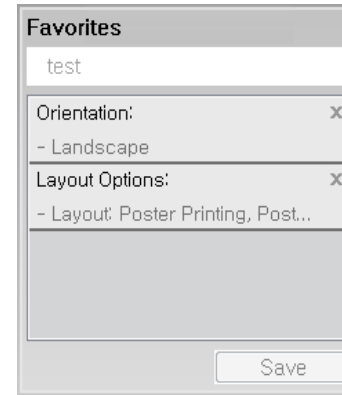 Favorites
test
Orientation: x
- Landscape
Layout Options: x
- Layout: Poster Printing, Post...
Save